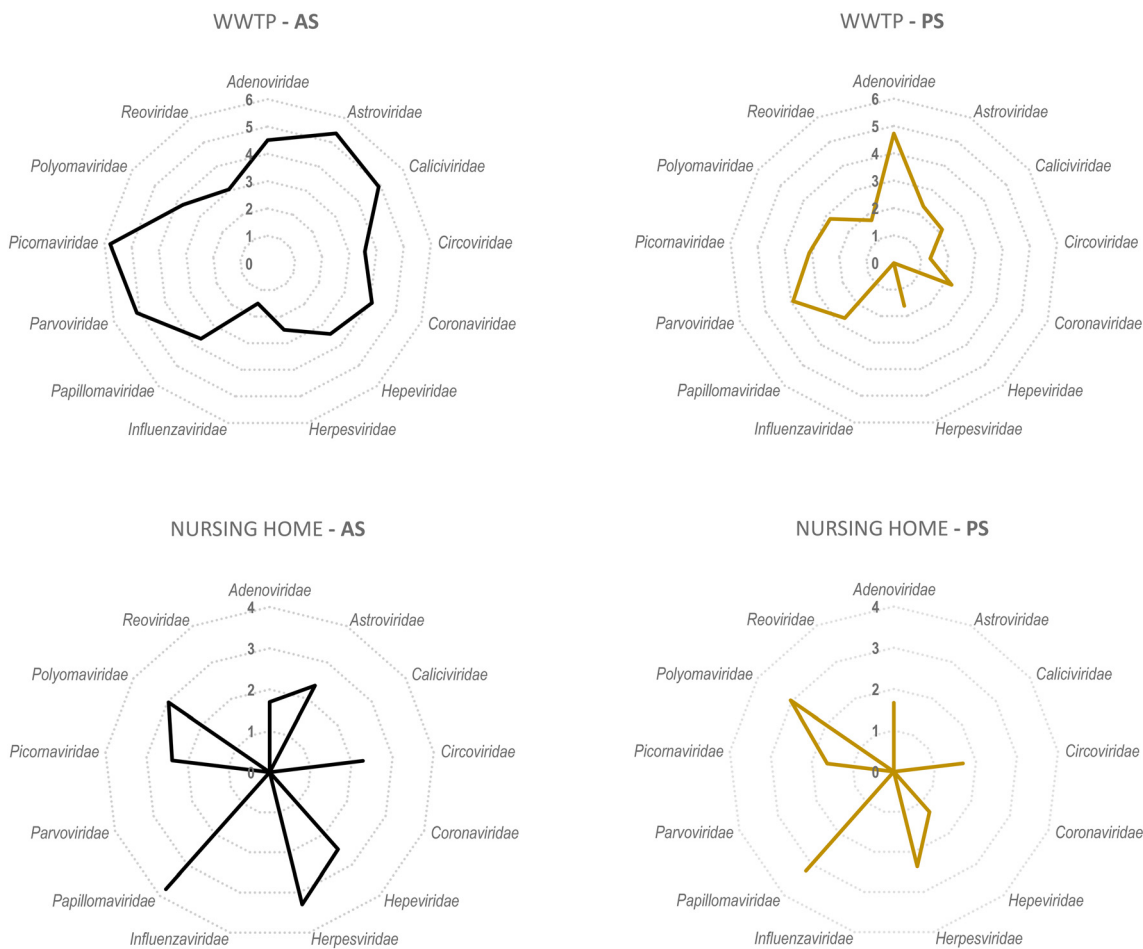 WWTP - AS
Adenoviridae
Astroviridae
Caliciviridae
Circoviridae
Coronaviridae
Hepeviridae
Herpesviridae
Influenzaviridae
Papillomaviridae
Parvoviridae
Picornaviridae
Polyomaviridae
Reoviridae
6
5
4
3
2
1
0
WWTP - PS
Adenoviridae
Astroviridae
Caliciviridae
Circoviridae
Coronaviridae
Hepeviridae
Herpesviridae
Influenzaviridae
Papillomaviridae
Parvoviridae
Picornaviridae
Polyomaviridae
Reoviridae
6
5
4
3
2
1
0
NURSING HOME - AS
Adenoviridae
Astroviridae
Caliciviridae
Circoviridae
Coronaviridae
Hepeviridae
Herpesviridae
Influenzaviridae
Papillomaviridae
Parvoviridae
Picornaviridae
Polyomaviridae
Reoviridae
4
3
2
1
0
NURSING HOME - PS
Adenoviridae
Astroviridae
Caliciviridae
Circoviridae
Coronaviridae
Hepeviridae
Herpesviridae
Influenzaviridae
Papillomaviridae
Parvoviridae
Picornaviridae
Polyomaviridae
Reoviridae
4
3
2
1
0